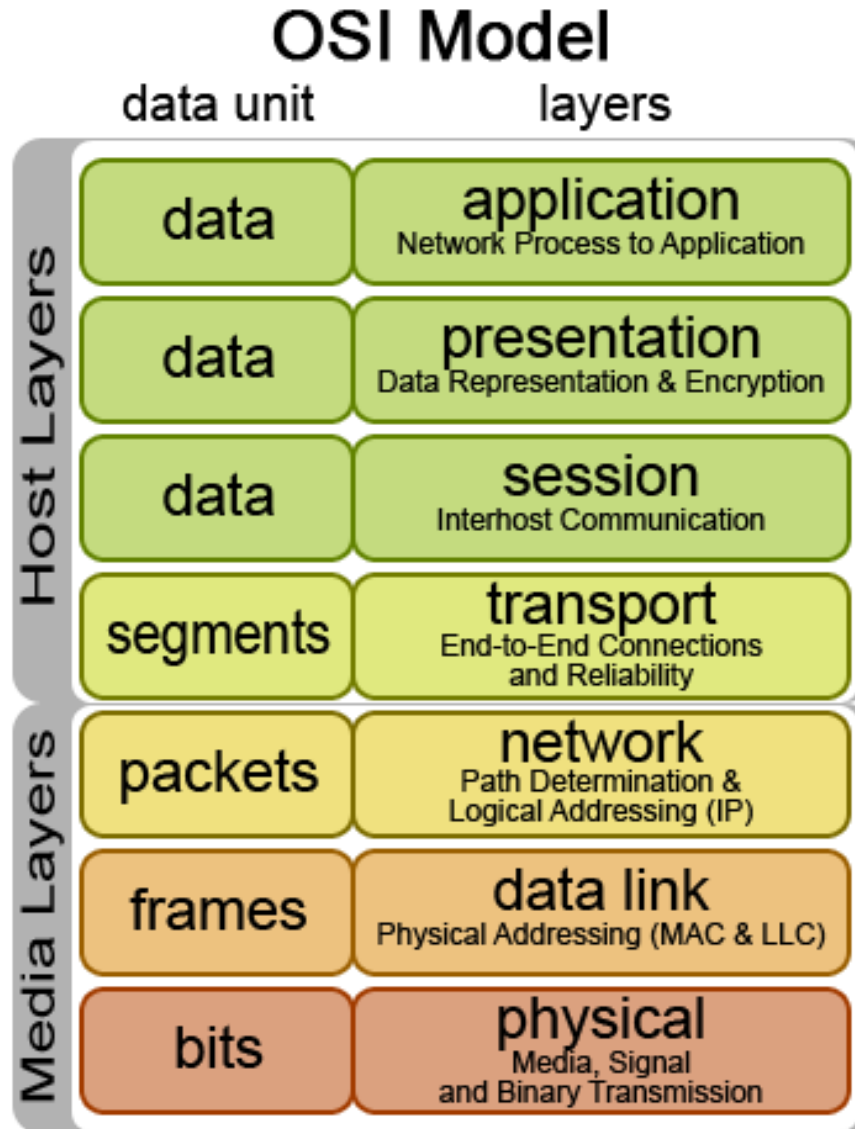 OSI Model
data unit layers
Host Layers
data application
Network Process to Application
data presentation
Data Representation & Encryption
data session
Interhost Communication
segments transport
End-to-End Connections
and Reliability
Media Layers
packets network
Path Determination &
Logical Addressing (IP)
frames data link
Physical Addressing (MAC & LLC)
bits physical
Media, Signal
and Binary Transmission